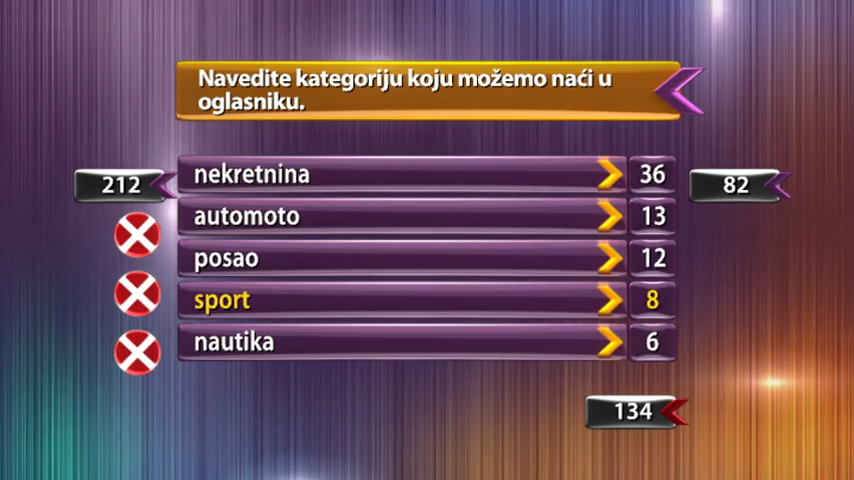 Navedite kategoriju koju možemo naći u
oglasniku.
212
nekretnina 36
82
automoto 13
posao 12
sport 8
nautika 6
134